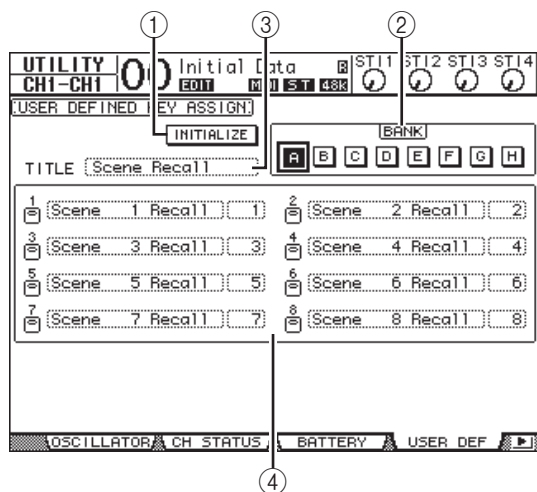 ① ③ ②
UTILITY 00 Initial Data R ST1 ST2 ST3 ST4
CH1-CH1 EDIT ST 48k
[USER DEFINED KEY ASSIGN]
INITIALIZE
BANK
A B C D E F G H
TITLE Scene Recall
1 Scene 1 Recall 1
2 Scene 2 Recall 2
3 Scene 3 Recall 3
4 Scene 4 Recall 4
5 Scene 5 Recall 5
6 Scene 6 Recall 6
7 Scene 7 Recall 7
8 Scene 8 Recall 8
OSCILLATOR CH STATUS BATTERY USER DEF
④